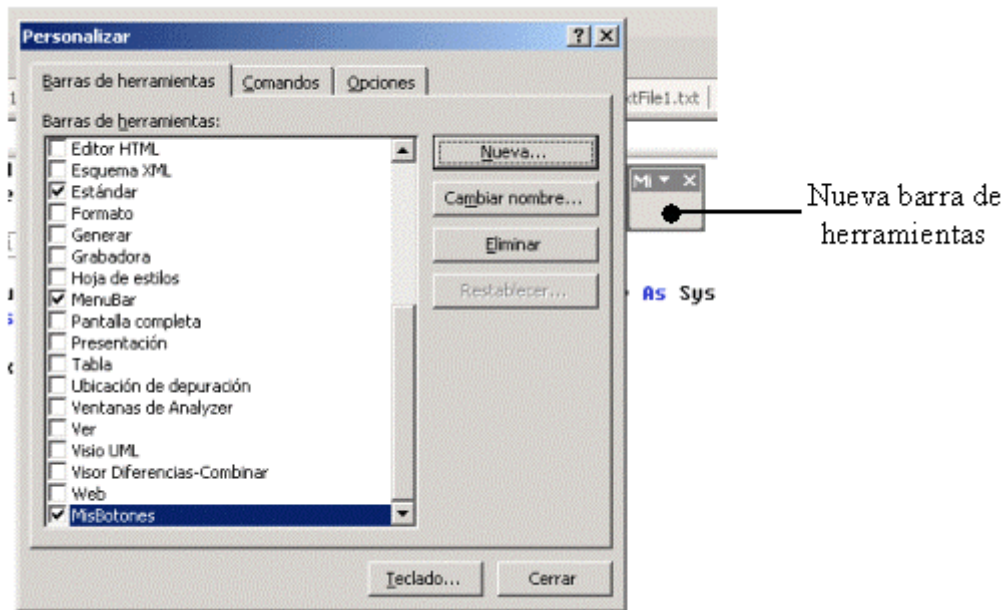 Personalizar
Barras de herramientas
Comandos
Opciones
Barras de herramientas:
Editor HTML
Esquema XML
Estándar
Formato
Generar
Grabadora
Hoja de estilos
MenuBar
Pantalla completa
Presentación
Tabla
Ubicación de depuración
Ventanas de Analyzer
Ver
Visio UML
Visor Diferencias-Combinar
Web
MisBotones
Nueva...
Cambiar nombre...
Eliminar
Restablecer...
Teclado...
Cerrar
xtFile1.txt
Mi
As Sys
Nueva barra de
herramientas